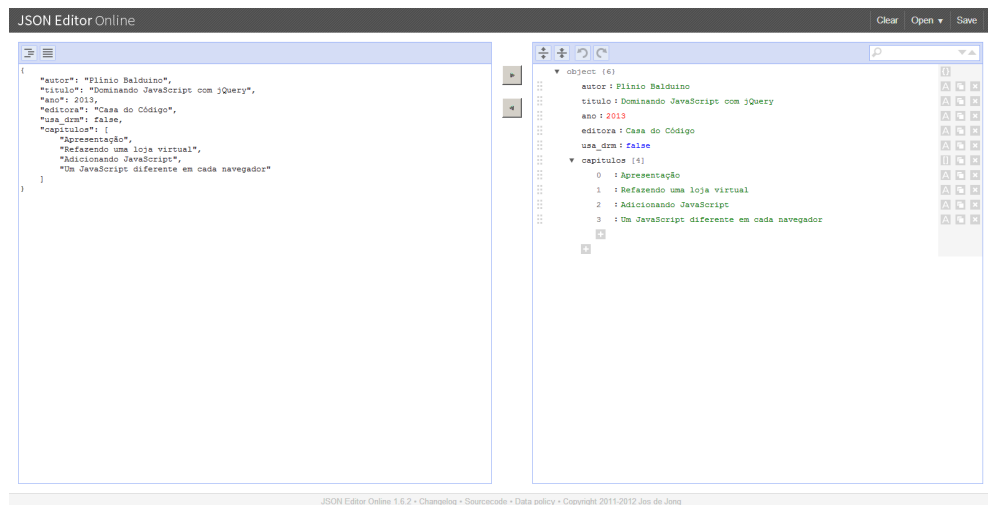 JSON Editor Online
Clear Open ▾ Save
{
    "autor": "Plínio Balduino",
    "titulo": "Dominando JavaScript com jQuery",
    "ano": 2013,
    "editora": "Casa do Código",
    "usa_drm": false,
    "capitulos": [
        "Apresentação",
        "Refazendo uma loja virtual",
        "Adicionando JavaScript",
        "Um JavaScript diferente em cada navegador"
    ]
}
▼ object {6}
autor : Plínio Balduino
titulo : Dominando JavaScript com jQuery
ano : 2013
editora : Casa do Código
usa_drm : false
▼ capitulos [4]
0 : Apresentação
1 : Refazendo uma loja virtual
2 : Adicionando JavaScript
3 : Um JavaScript diferente em cada navegador
JSON Editor Online 1.6.2 • Changelog • Sourcecode • Data policy • Copyright 2011-2012 Jos de Jong